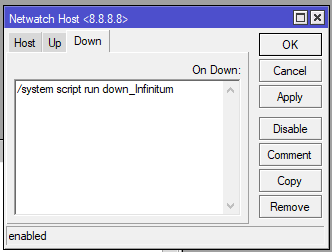 Netwatch Host <8.8.8.8>
Host Up Down
On Down:
/system script run down_Infinitum
OK
Cancel
Apply
Disable
Comment
Copy
Remove
enabled